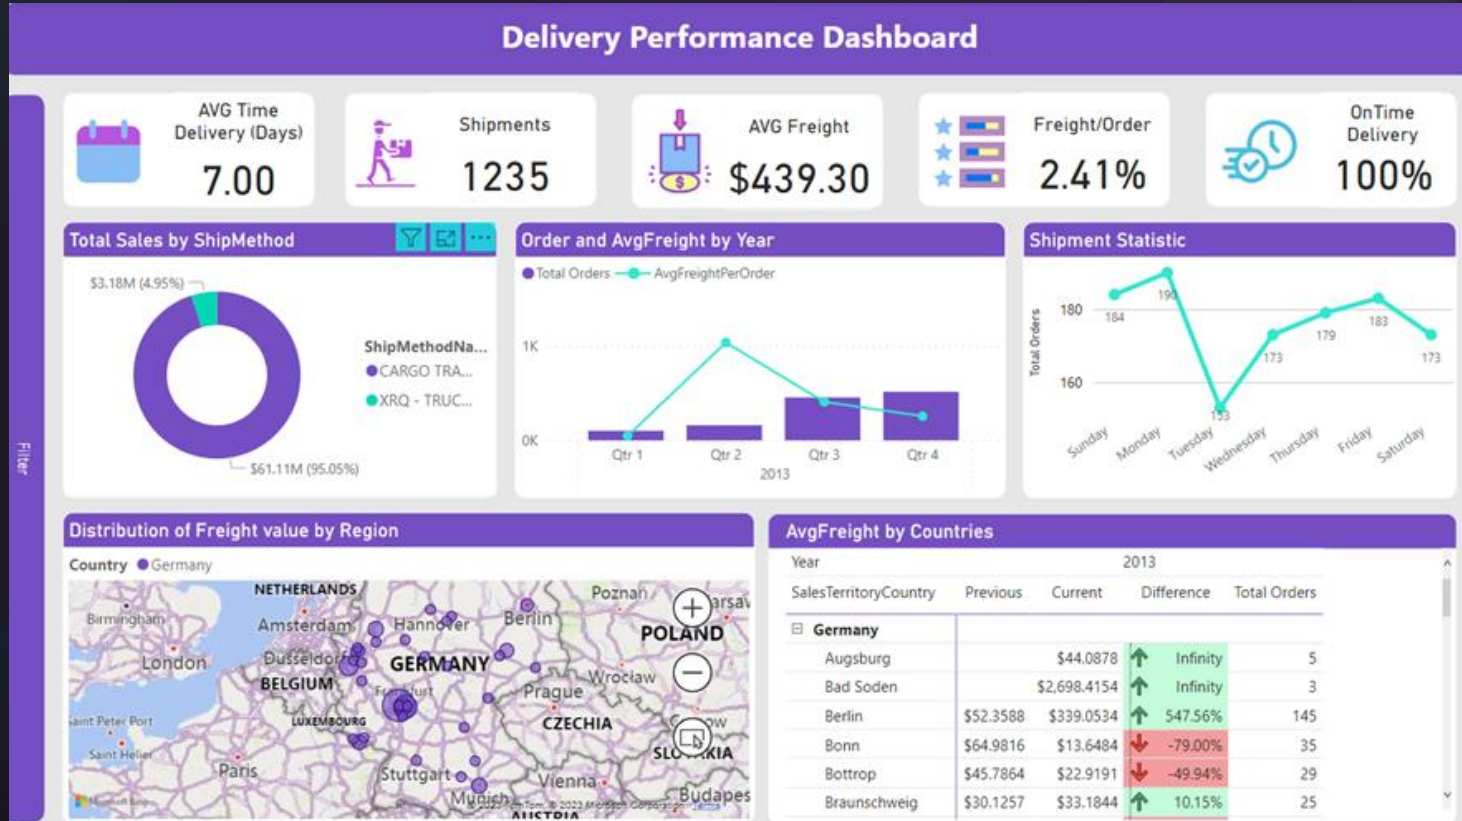 Delivery Performance Dashboard
Filter
AVG Time
Delivery (Days)
7.00
Shipments
1235
AVG Freight
$439.30
Freight/Order
2.41%
OnTime
Delivery
100%
Total Sales by ShipMethod
$3.18M (4.95%)
ShipMethodNa...
CARGO TRA...
XRQ - TRUC...
$61.11M (95.05%)
Order and AvgFreight by Year
Total Orders AvgFreightPerOrder
1K
0K
Qtr 1 Qtr 2 Qtr 3 Qtr 4
2013
Shipment Statistic
Total Orders
180
160
184 190 153 173 179 183 173
Sunday Monday Tuesday Wednesday Thursday Friday Saturday
Distribution of Freight value by Region
Country Germany
NETHERLANDS
Poznań
Birmingham
Amsterdam Hannover Berlin
POLAND
London
GERMANY
BELGIUM
Wrocław
Prague
LUXEMBOURG
CZECHIA
Saint Peter Port
Saint Helier
Paris
Stuttgart
Vienna
Munich
AUSTRIA
AvgFreight by Countries
Year 2013
SalesTerritoryCountry Previous Current Difference Total Orders
Germany
Augsburg $44.0878 Infinity 5
Bad Soden $2,698.4154 Infinity 3
Berlin $52.3588 $339.0534 547.56% 145
Bonn $64.9816 $13.6484 -79.00% 35
Bottrop $45.7864 $22.9191 -49.94% 29
Braunschweig $30.1257 $33.1844 10.15% 25